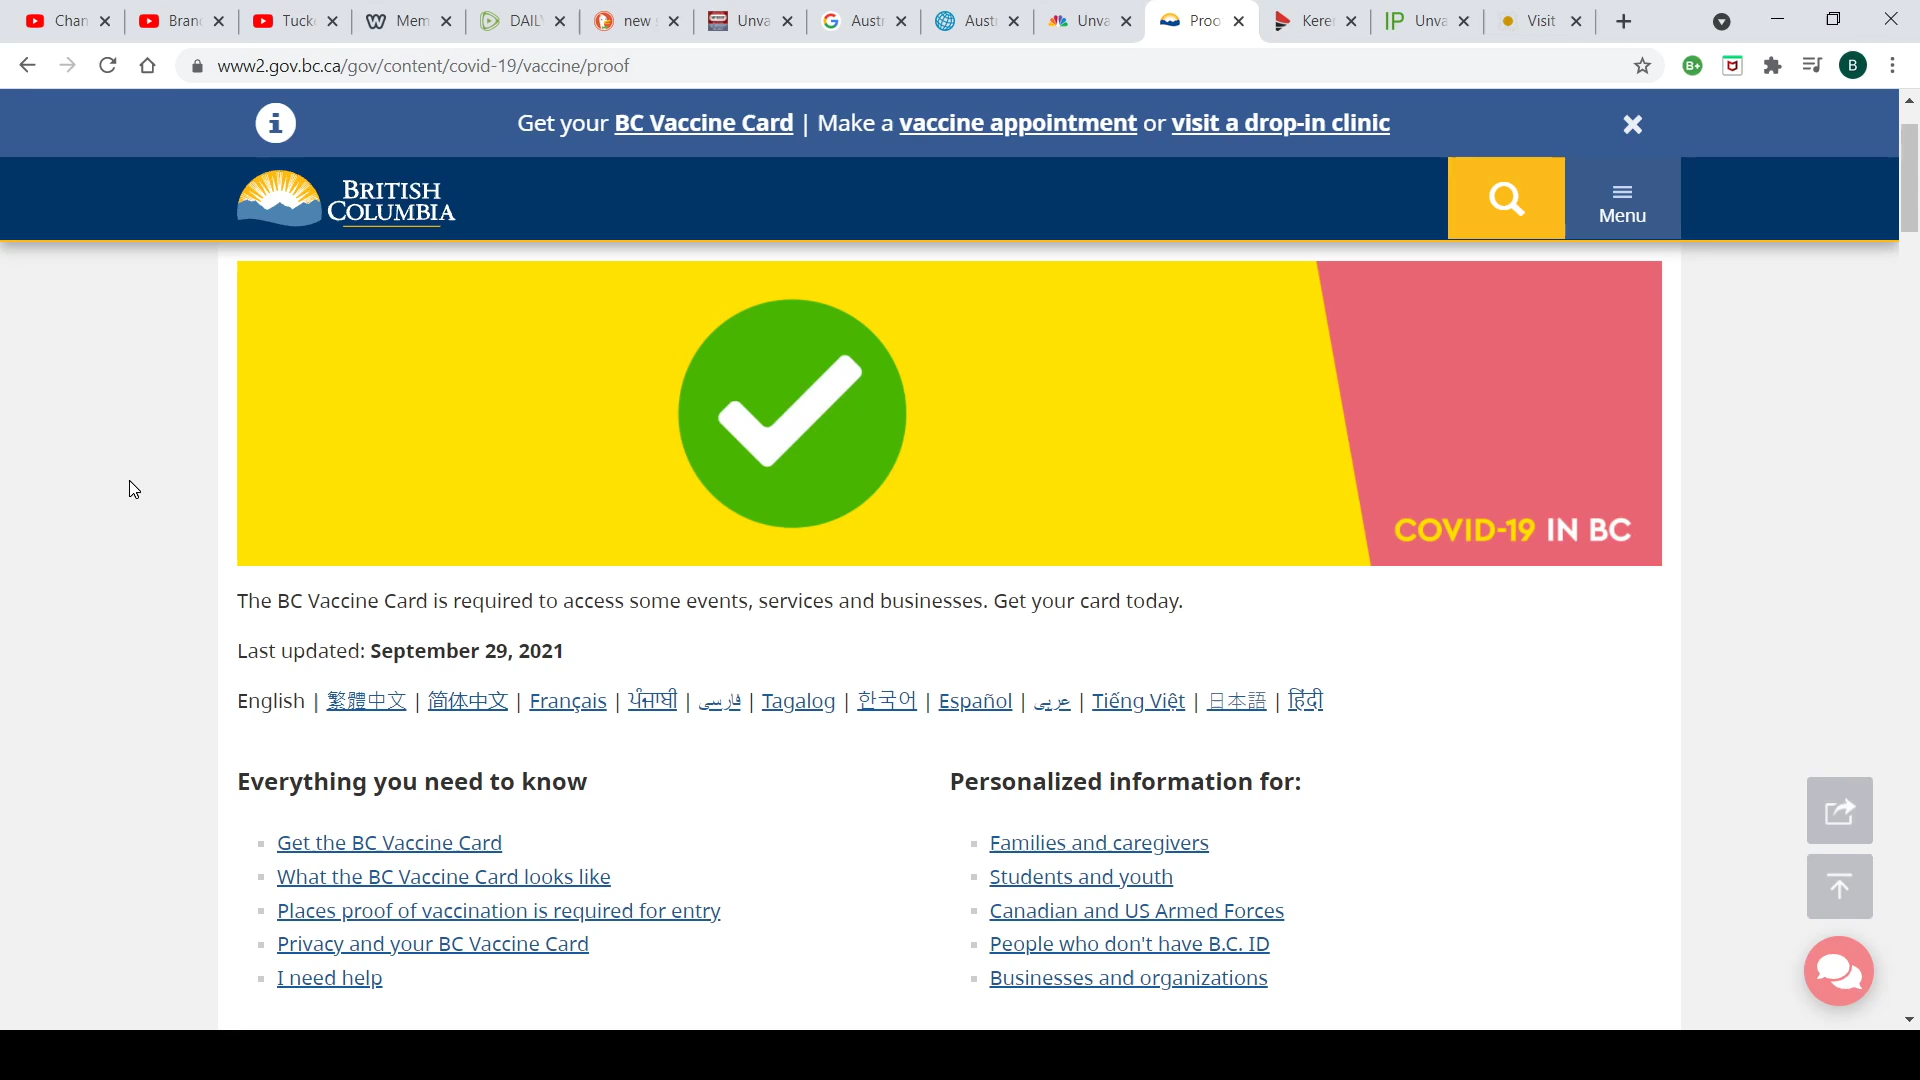 Chan Bran Tuck Mem DAIL new Unva Aust Aust Unva Proo Kere IP Unva Visit
www2.gov.bc.ca/gov/content/covid-19/vaccine/proof B+ B
i Get your BC Vaccine Card | Make a vaccine appointment or visit a drop-in clinic
BRITISH
COLUMBIA
Menu
COVID-19 IN BC
The BC Vaccine Card is required to access some events, services and businesses. Get your card today.
Last updated: September 29, 2021
English | 繁體中文 | 简体中文 | Français | ਪੰਜਾਬੀ | فارسی | Tagalog | 한국어 | Español | عربى | Tiếng Việt | 日本語 | हिंदी
Everything you need to know
Personalized information for:
Get the BC Vaccine Card
Families and caregivers
What the BC Vaccine Card looks like
Students and youth
Places proof of vaccination is required for entry
Canadian and US Armed Forces
Privacy and your BC Vaccine Card
People who don't have B.C. ID
I need help
Businesses and organizations